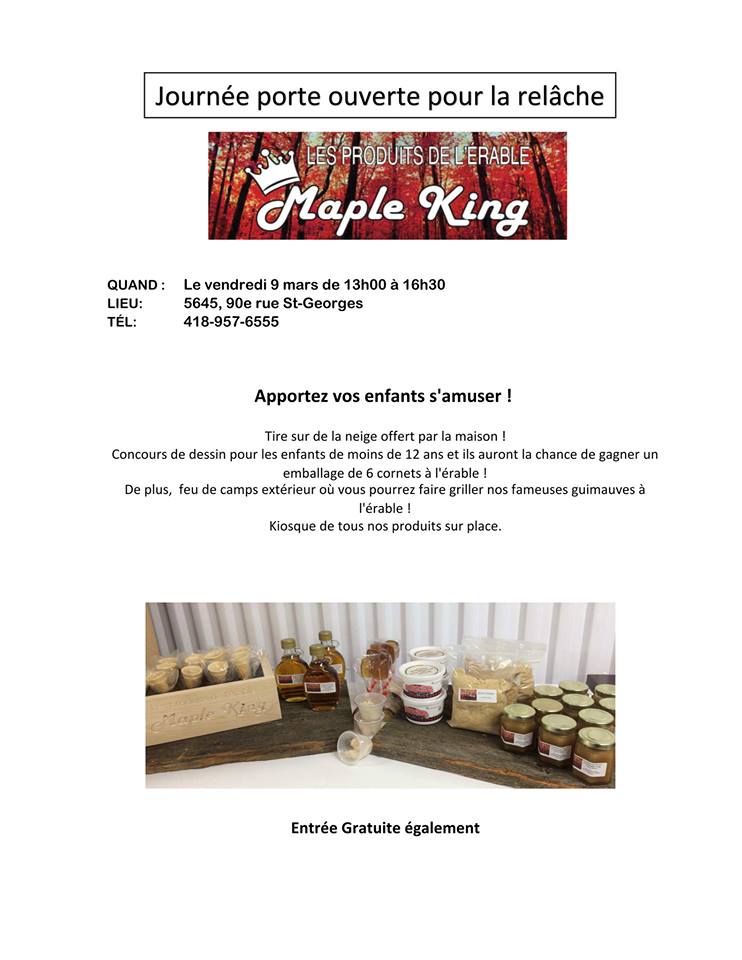 Journée porte ouverte pour la relâche
LES PRODUITS DE L'ÉRABLE
Maple King
QUAND : Le vendredi 9 mars de 13h00 à 16h30
LIEU: 5645, 90e rue St-Georges
TÉL: 418-957-6555
Apportez vos enfants s'amuser !
Tire sur de la neige offert par la maison !
Concours de dessin pour les enfants de moins de 12 ans et ils auront la chance de gagner un
emballage de 6 cornets à l'érable !
De plus, feu de camps extérieur où vous pourrez faire griller nos fameuses guimauves à
l'érable !
Kiosque de tous nos produits sur place.
Maple King
Entrée Gratuite également